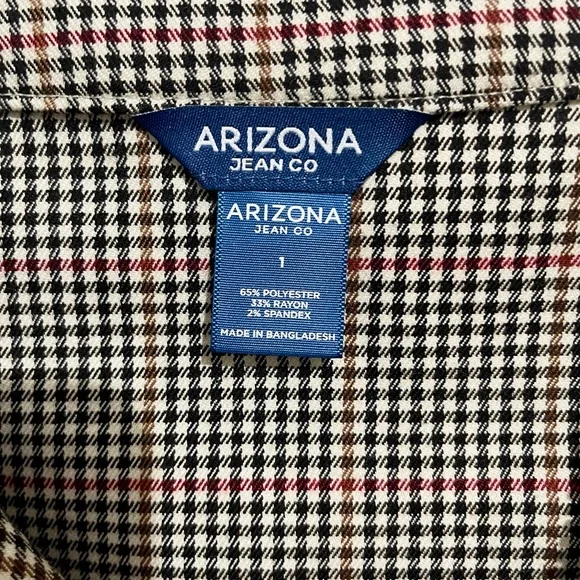 ARIZONA
JEAN CO
ARIZONA
JEAN CO
1
65% POLYESTER
33% RAYON
2% SPANDEX
MADE IN BANGLADESH